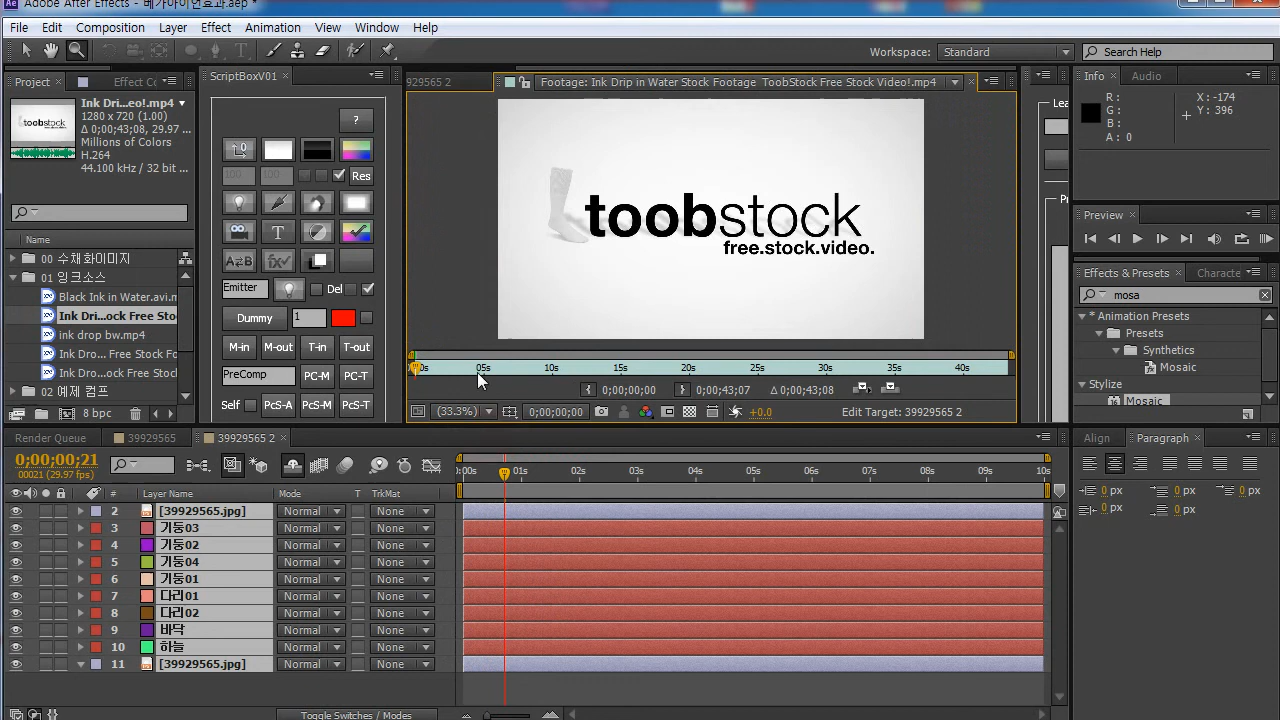 Adobe After Effects - 베가아이언효과.aep *
File Edit Composition Layer Effect Animation View Window Help
Workspace: Standard Search Help
Project Effect Co ScriptBoxV01 929565 2 Footage: Ink Drip in Water Stock Footage ToobStock Free Stock Video!.mp4 Info Audio
Ink Dri...eo!.mp4
1280 x 720 (1.00)
Δ 0;00;43;08, 29.97 ...
Millions of Colors
H.264
44.100 kHz / 32 bit ...
Name
00 수채화이미지
01 잉크소스
Black Ink in Water.avi.m
Ink Dri...ock Free Sto
ink drop bw.mp4
Ink Dro... Free Stock Fo
Ink Dro...ock Free Stock
02 예제 컴프
8 bpc
?
100 100 Res
T
A⇄B fx
Emitter Del
Dummy 1
M-in M-out T-in T-out
PreComp PC-M PC-T
Self PcS-A PcS-M PcS-T
toobstock
free.stock.video.
05s 10s 15s 20s 25s 30s 35s 40s
0;00;00;00 0;00;43;07 Δ 0;00;43;08
(33.3%) 0;00;00;00 +0.0 Edit Target: 39929565 2
Lea
R :
G :
B :
A : 0
X : -174
Y : 396
Preview
Effects & Presets Characte
mosa
* Animation Presets
Presets
Synthetics
Mosaic
Stylize
Mosaic
Render Queue 39929565 39929565 2
0;00;00;21
00021 (29.97 fps)
:00s 01s 02s 03s 04s 05s 06s 07s 08s 09s 10s
# Layer Name Mode T TrkMat
2 [39929565.jpg] Normal None
3 기둥03 Normal None
4 기둥02 Normal None
5 기둥04 Normal None
6 기둥01 Normal None
7 다리01 Normal None
8 다리02 Normal None
9 바닥 Normal None
10 하늘 Normal None
11 [39929565.jpg] Normal None
Toggle Switches / Modes
Align Paragraph
0 px 0 px 0 px
0 px 0 px